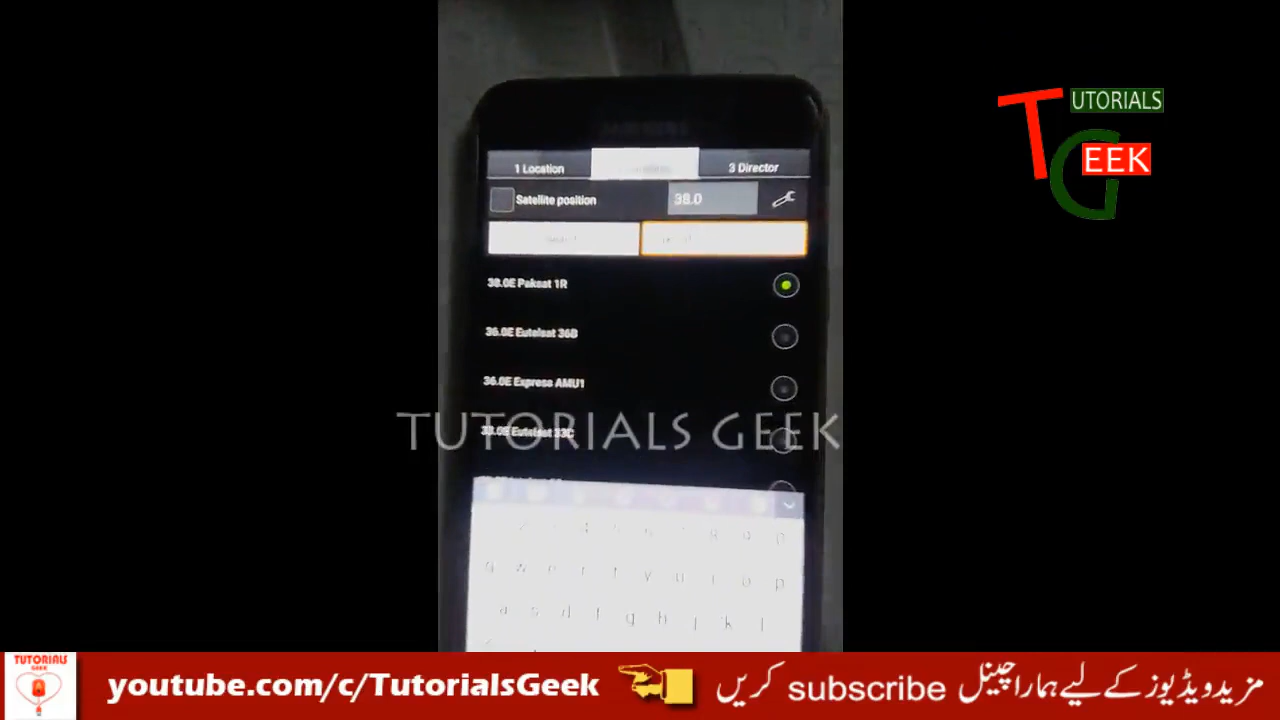 TUTORIALS
GEEK
1 Location
3 Director
Satellite position
38.0
38.0E Paksat 1R
36.0E Eutelsat 36B
36.0E Express AMU1
33.0E Eutelsat 33C
TUTORIALS GEEK
q w e r t y u i o p
a s d f g h j k l
TUTORIALS
GEEK
youtube.com/c/TutorialsGeek
مزید ویڈیوز کے لیے ہمارا چینل subscribe کریں